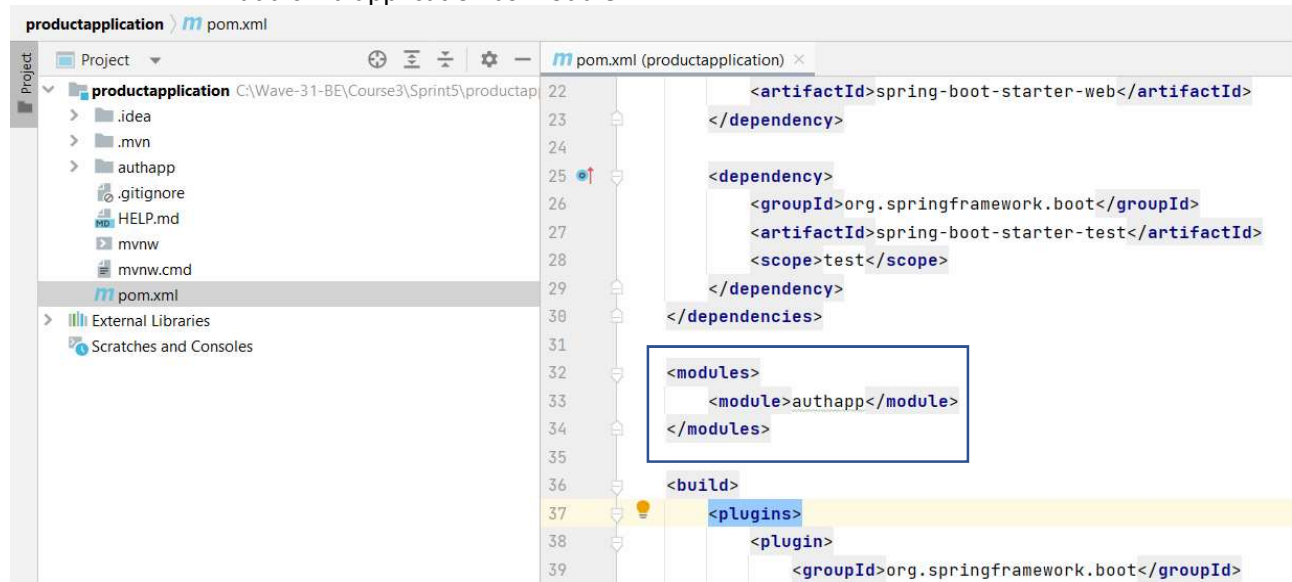 productapplication pom.xml
Project
Project
pom.xml (productapplication)
productapplication C:\Wave-31-BE\Course3\Sprint5\productap
.idea
.mvn
authapp
.gitignore
HELP.md
mvnw
mvnw.cmd
pom.xml
External Libraries
Scratches and Consoles
22 <artifactId>spring-boot-starter-web</artifactId>
23 </dependency>
24
25 <dependency>
26 <groupId>org.springframework.boot</groupId>
27 <artifactId>spring-boot-starter-test</artifactId>
28 <scope>test</scope>
29 </dependency>
30 </dependencies>
31
32 <modules>
33 <module>authapp</module>
34 </modules>
35
36 <build>
37 <plugins>
38 <plugin>
39 <groupId>org.springframework.boot</groupId>